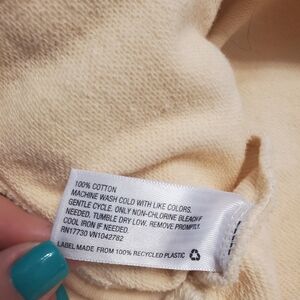 100% COTTON
MACHINE WASH COLD WITH LIKE COLORS.
GENTLE CYCLE. ONLY NON-CHLORINE BLEACH IF
NEEDED. TUMBLE DRY LOW. REMOVE PROMPTLY.
COOL IRON IF NEEDED.
RN17730 VN1042782
LABEL MADE FROM 100% RECYCLED PLASTIC